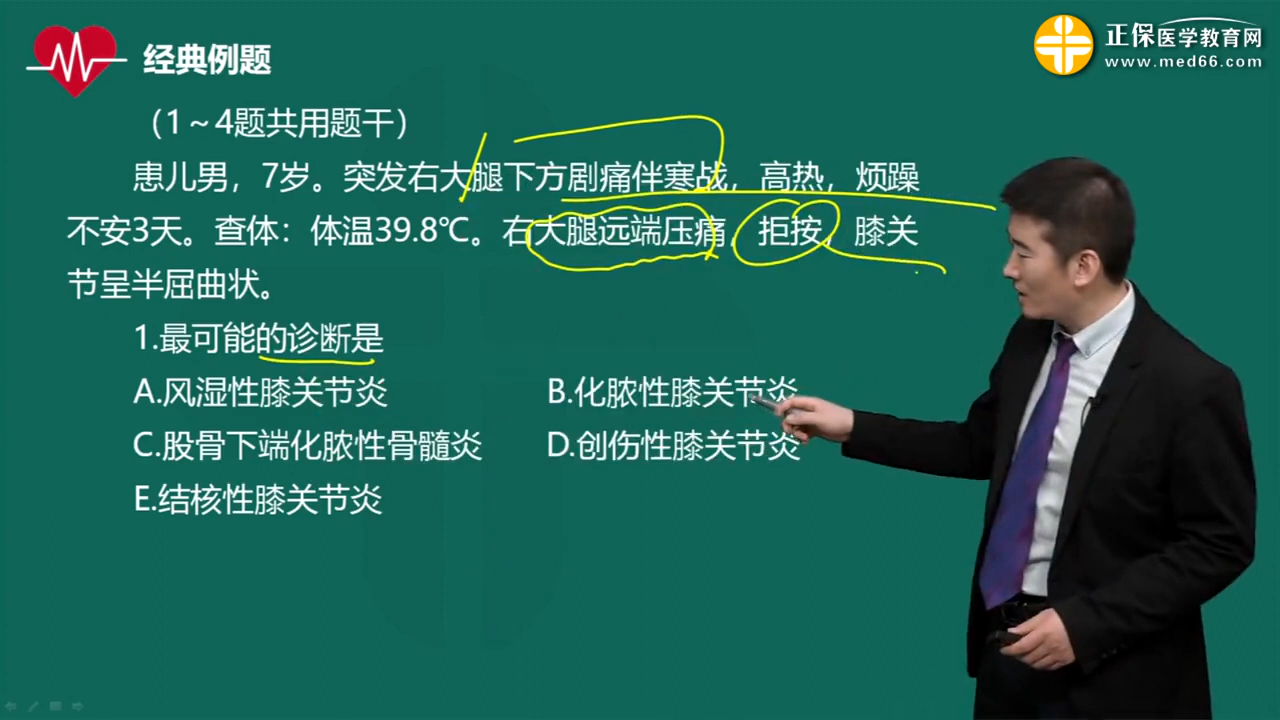 经典例题
正保医学教育网
www.med66.com
（1～4题共用题干）
患儿男，7岁。突发右大腿下方剧痛伴寒战，高热，烦躁
不安3天。查体：体温39.8℃。右大腿远端压痛，拒按，膝关
节呈半屈曲状。
1.最可能的诊断是
A.风湿性膝关节炎 B.化脓性膝关节炎
C.股骨下端化脓性骨髓炎 D.创伤性膝关节炎
E.结核性膝关节炎